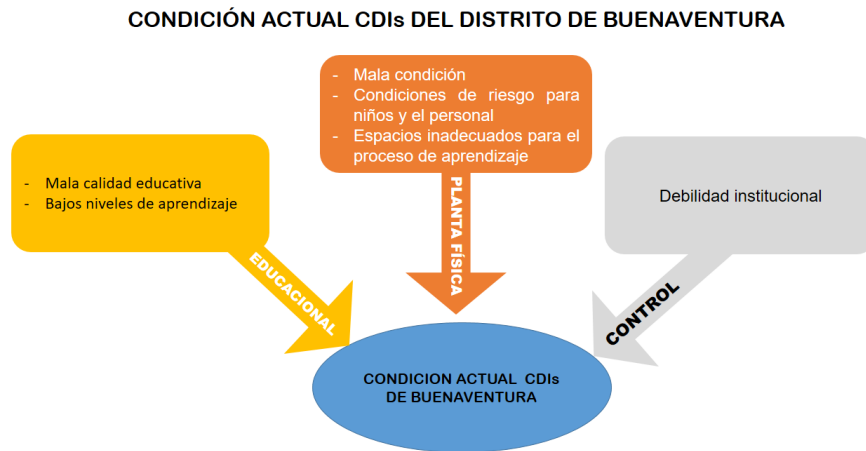 CONDICIÓN ACTUAL CDIs DEL DISTRITO DE BUENAVENTURA
- Mala condición
- Condiciones de riesgo para
niños y el personal
- Espacios inadecuados para el
proceso de aprendizaje
- Mala calidad educativa
- Bajos niveles de aprendizaje
Debilidad institucional
EDUCACIONAL
PLANTA FÍSICA
CONTROL
CONDICION ACTUAL CDIs
DE BUENAVENTURA